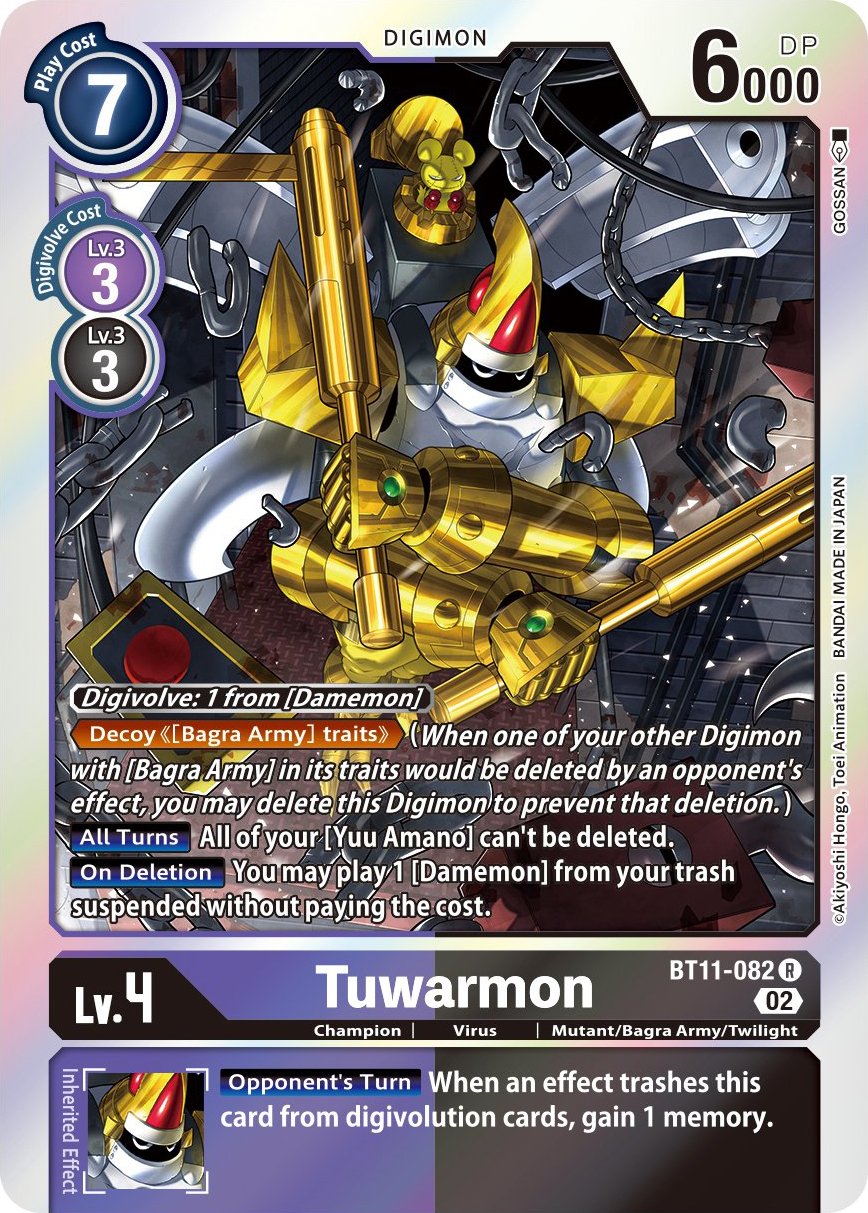 DIGIMON
Play Cost
7
6000
DP
Digivolve Cost
Lv.3
3
Lv.3
3
GOSSAN
BANDAI MADE IN JAPAN
©Akiyoshi Hongo, Toei Animation
Digivolve: 1 from [Damemon]
Decoy《[Bagra Army] traits》 (When one of your other Digimon
with [Bagra Army] in its traits would be deleted by an opponent's
effect, you may delete this Digimon to prevent that deletion.)
All Turns All of your [Yuu Amano] can't be deleted.
On Deletion You may play 1 [Damemon] from your trash
suspended without paying the cost.
Lv.4
Tuwarmon
BT11-082 R
02
Champion | Virus | Mutant/Bagra Army/Twilight
Inherited Effect
Opponent's Turn When an effect trashes this
card from digivolution cards, gain 1 memory.